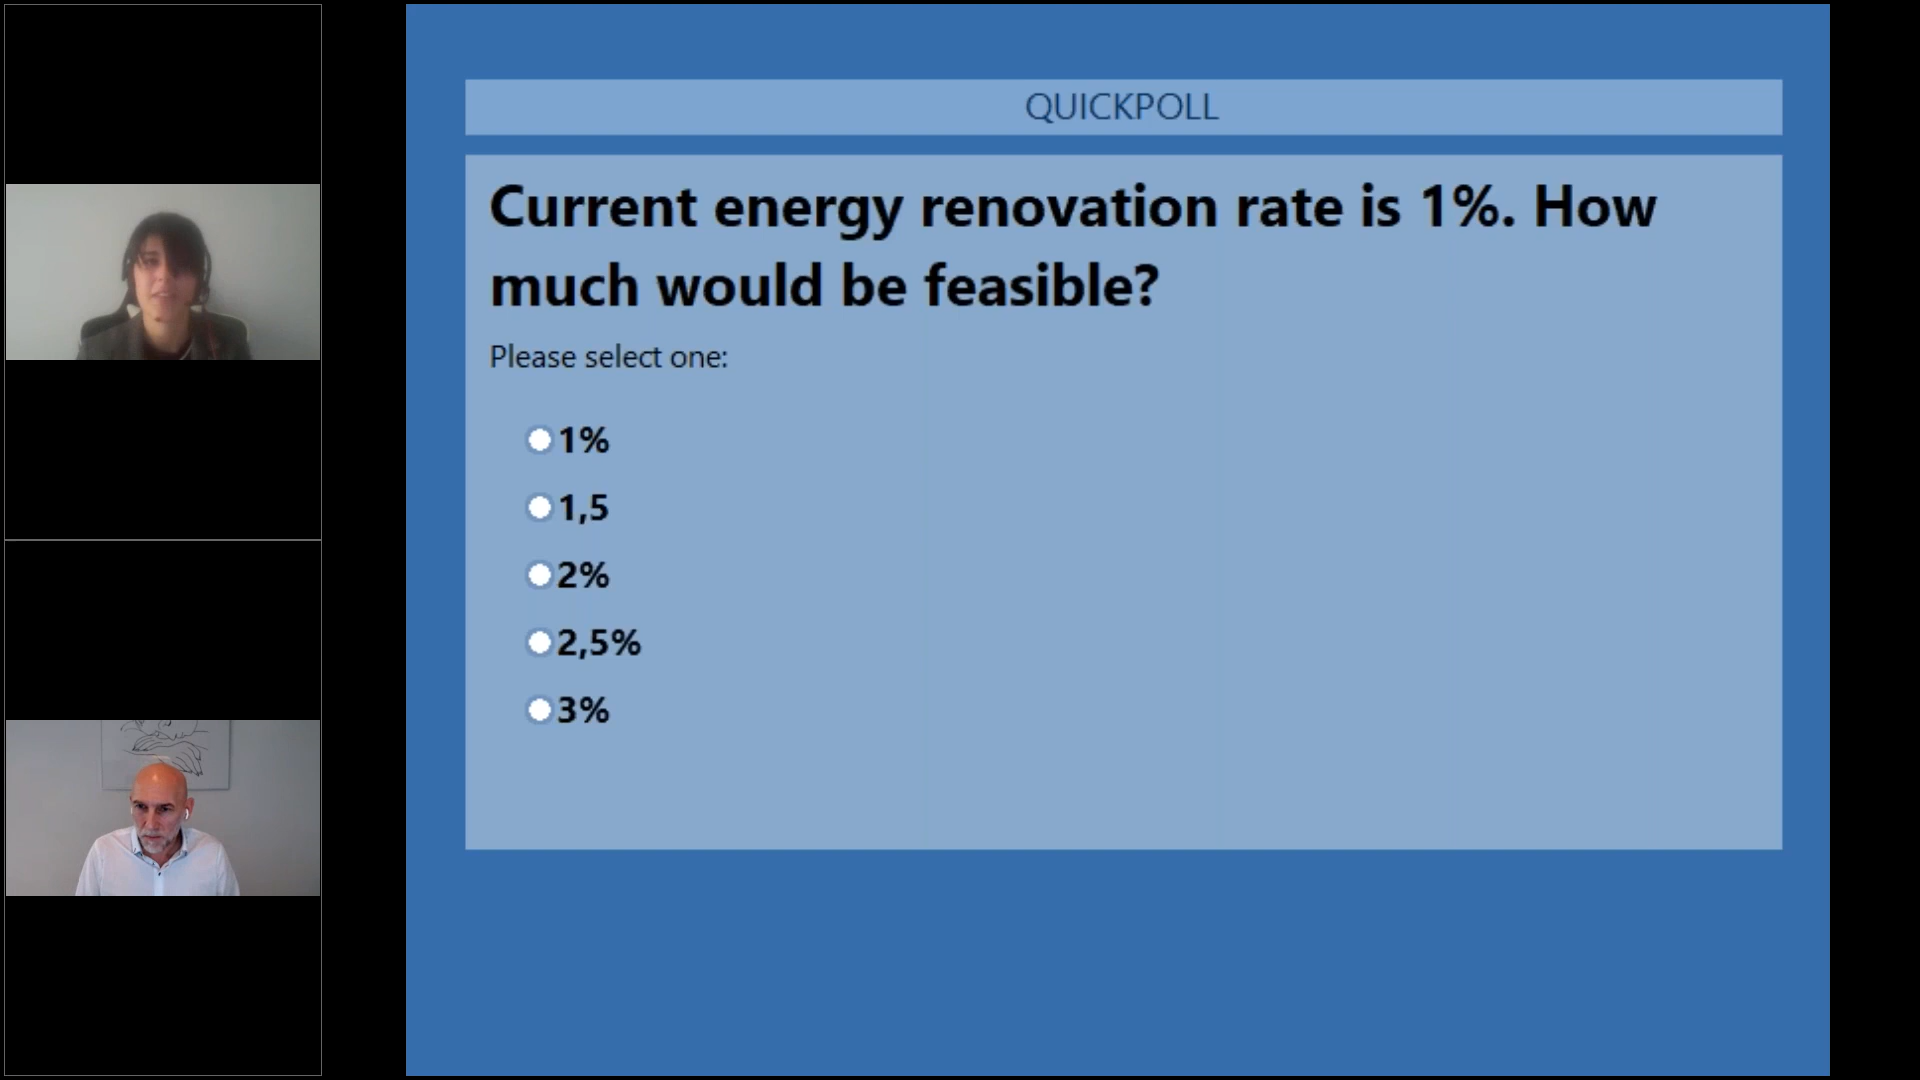 QUICKPOLL
Current energy renovation rate is 1%. How
much would be feasible?
Please select one:
1%
1,5
2%
2,5%
3%